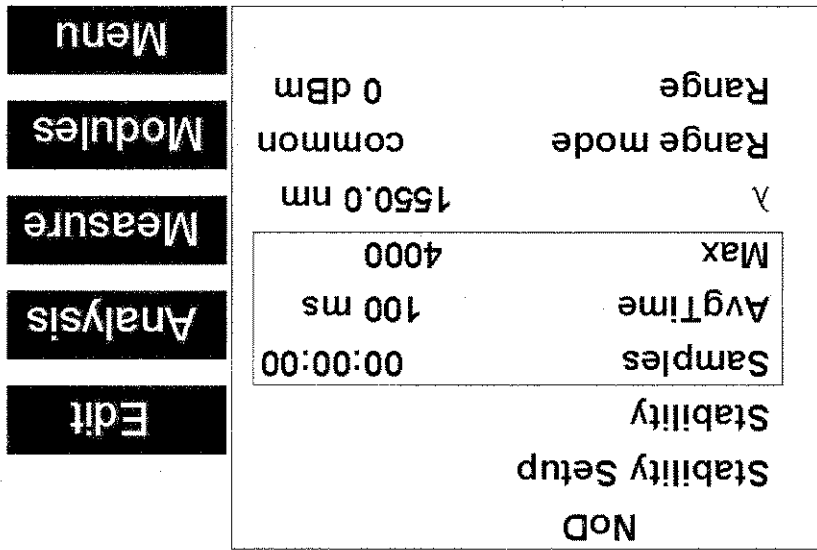 NoD
Stability Setup
Stability
Samples 00:00:00
AvgTime 100 ms
Max 4000
λ 1550.0 nm
Range mode common
Range 0 dBm
Edit
Analysis
Measure
Modules
Menu